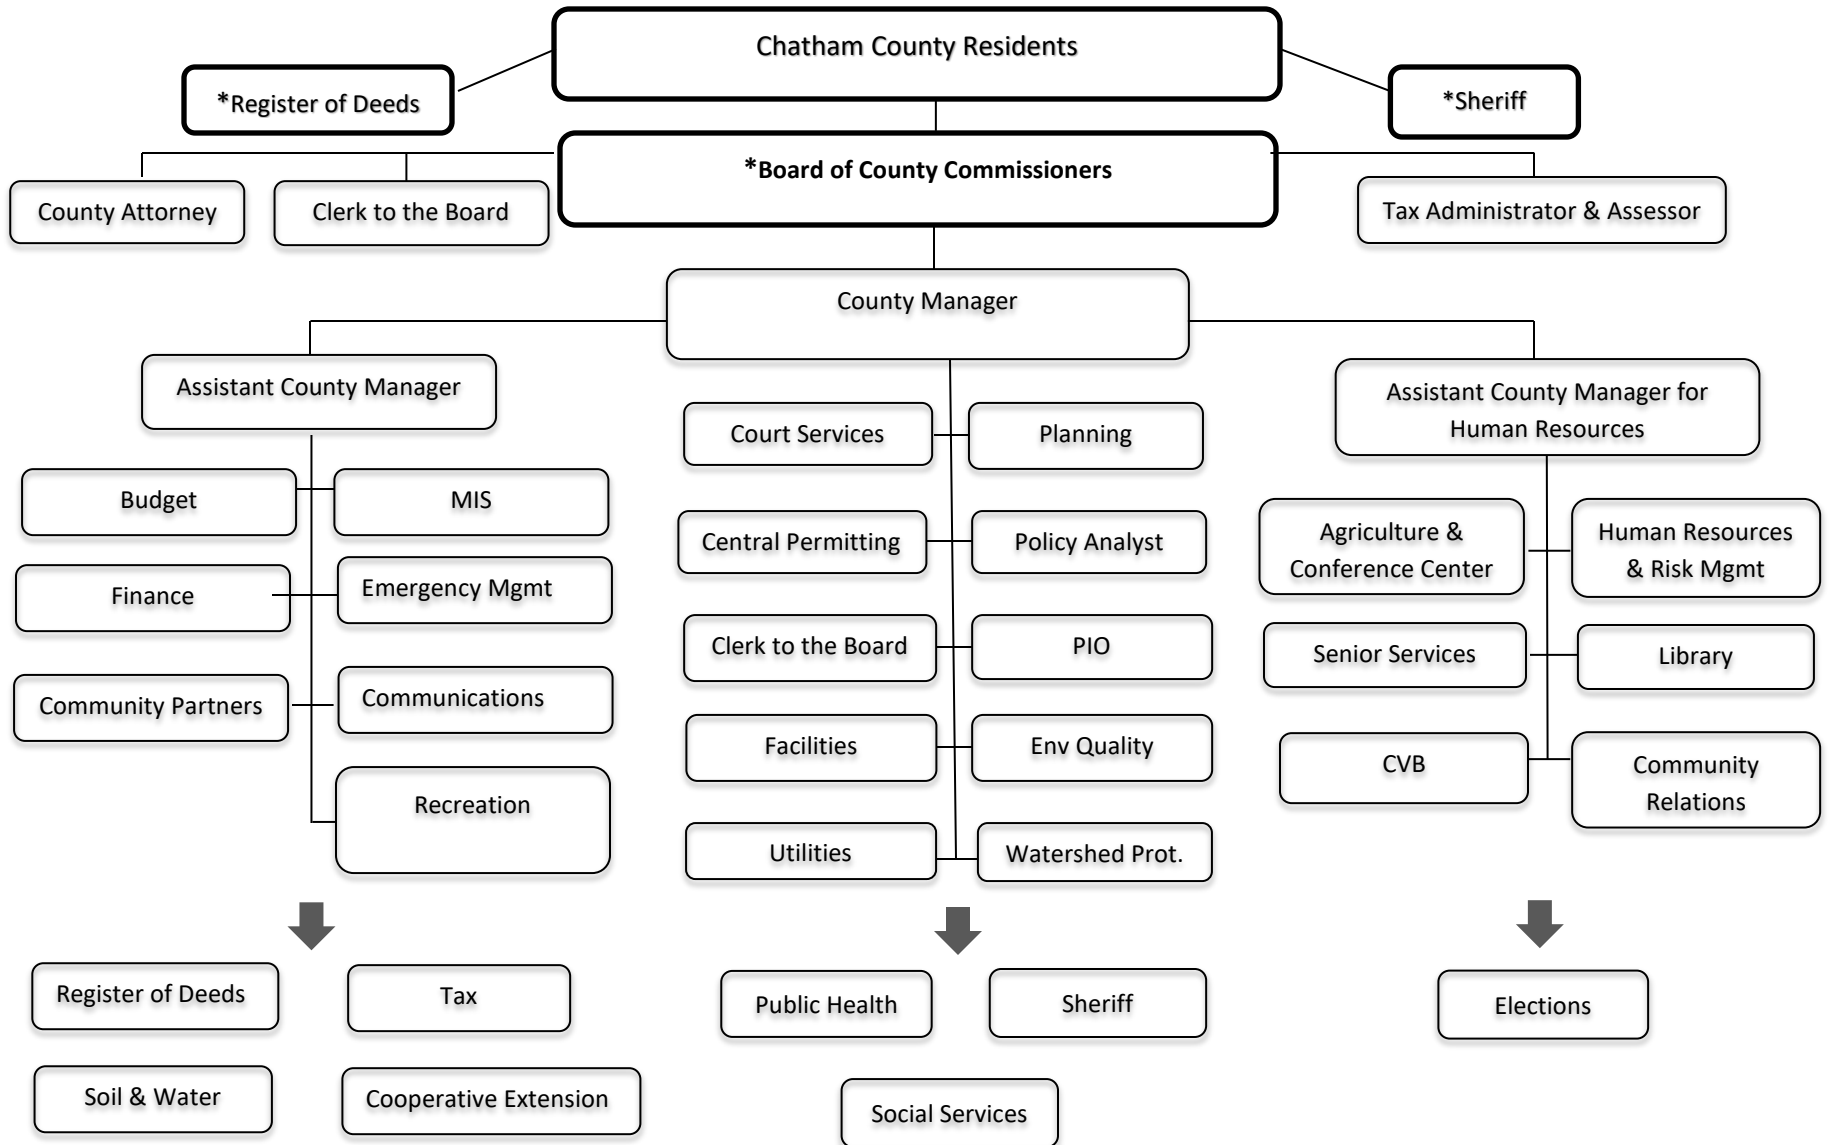 Chatham County Residents
*Register of Deeds
*Sheriff
*Board of County Commissioners
County Attorney
Clerk to the Board
Tax Administrator & Assessor
County Manager
Assistant County Manager
Assistant County Manager for
Human Resources
Budget
MIS
Finance
Emergency Mgmt
Community Partners
Communications
Recreation
Court Services
Planning
Central Permitting
Policy Analyst
Clerk to the Board
PIO
Facilities
Env Quality
Utilities
Watershed Prot.
Agriculture &
Conference Center
Human Resources
& Risk Mgmt
Senior Services
Library
CVB
Community
Relations
Register of Deeds
Tax
Soil & Water
Cooperative Extension
Public Health
Sheriff
Social Services
Elections